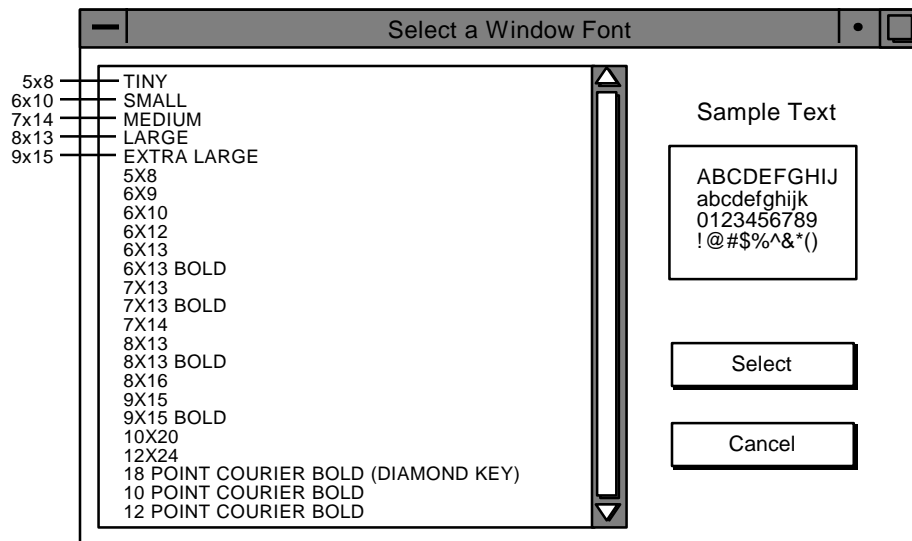 Select a Window Font
5x8 TINY
6x10 SMALL
7x14 MEDIUM
8x13 LARGE
9x15 EXTRA LARGE
5X8
6X9
6X10
6X12
6X13
6X13 BOLD
7X13
7X13 BOLD
7X14
8X13
8X13 BOLD
8X16
9X15
9X15 BOLD
10X20
12X24
18 POINT COURIER BOLD (DIAMOND KEY)
10 POINT COURIER BOLD
12 POINT COURIER BOLD
Sample Text
ABCDEFGHIJ
abcdefghijk
0123456789
!@#$%^&*()
Select
Cancel